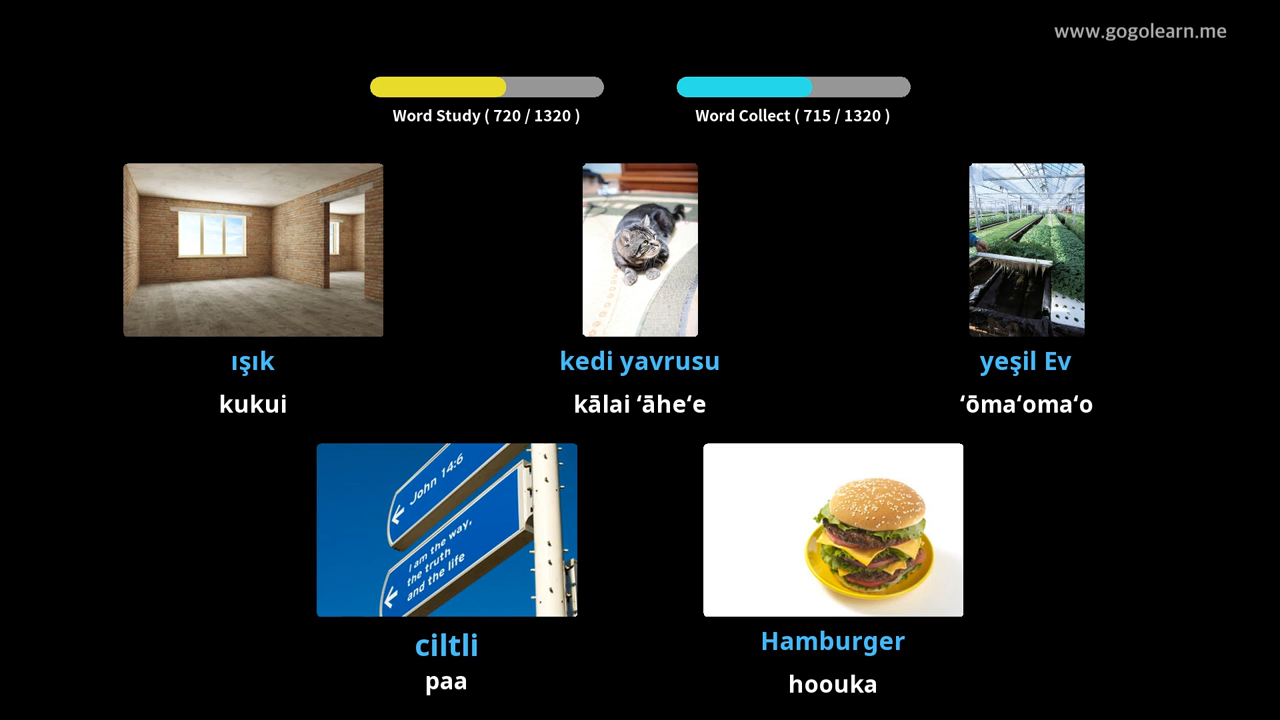 www.gogolearn.me
Word Study ( 720 / 1320 )
Word Collect ( 715 / 1320 )
ışık
kukui
kedi yavrusu
kālai ʻāheʻe
yeşil Ev
ʻōmaʻomaʻo
John 14:6
I am the way,
the truth
and the life
ciltli
paa
Hamburger
hoouka